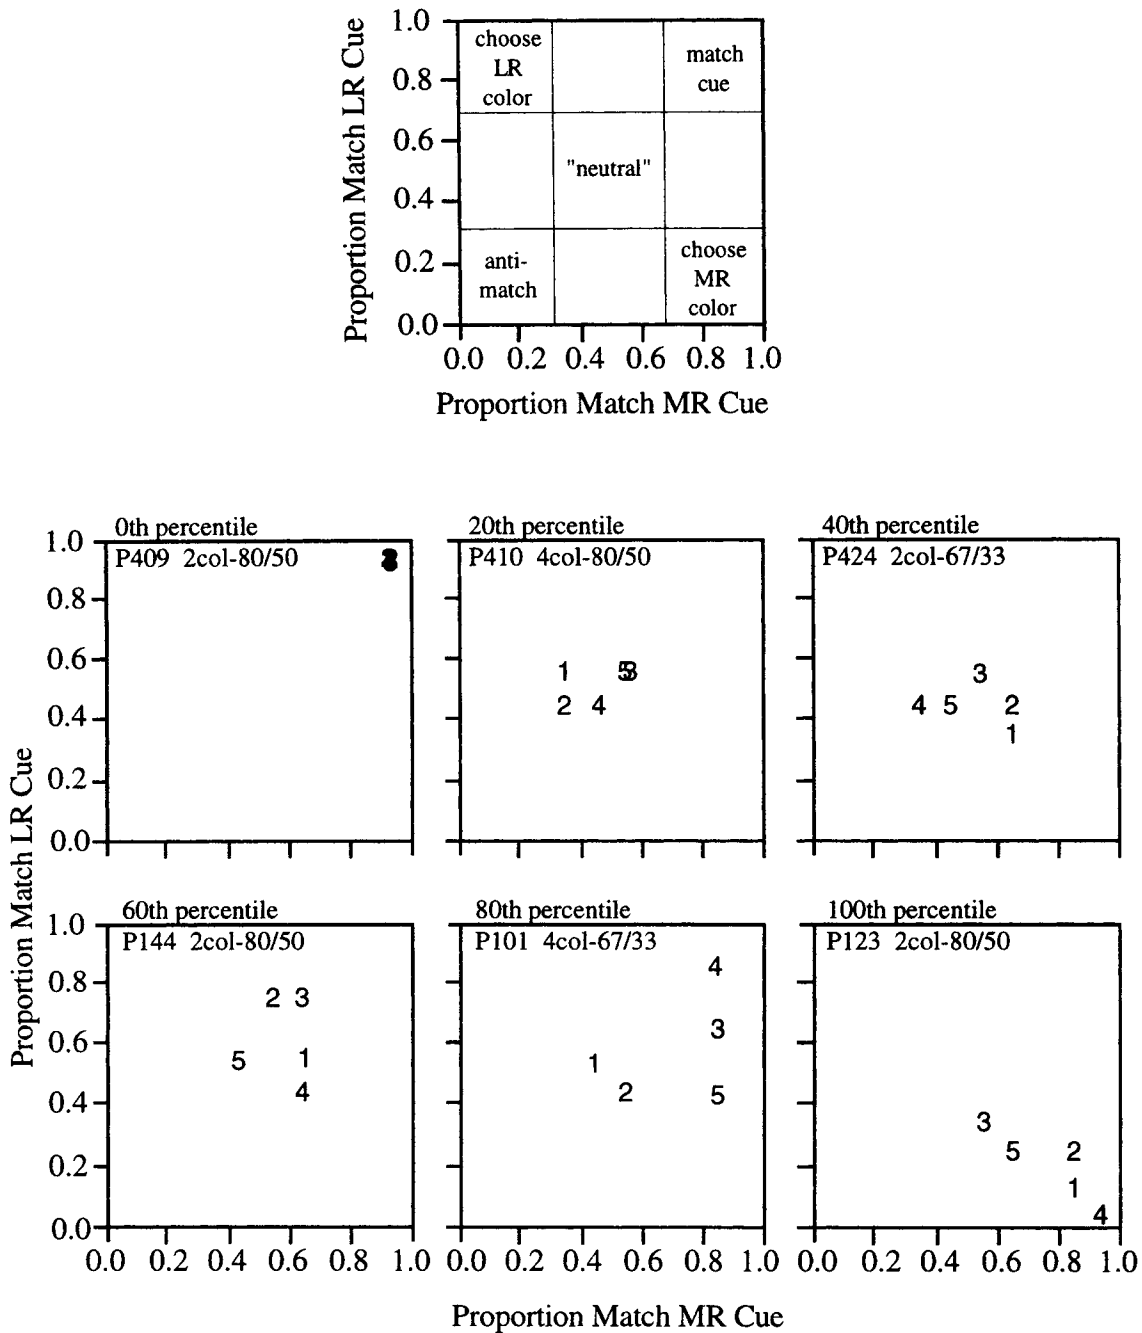 Proportion Match LR Cue
1.0
0.8
0.6
0.4
0.2
0.0
choose
LR
color
match
cue
"neutral"
anti-
match
choose
MR
color
0.0 0.2 0.4 0.6 0.8 1.0
Proportion Match MR Cue
Proportion Match LR Cue
0th percentile
P409 2col-80/50
1.0
0.8
0.6
0.4
0.2
0.0
20th percentile
P410 4col-80/50
1 5 3
2 4
40th percentile
P424 2col-67/33
3
4 5 2
1
60th percentile
P144 2col-80/50
1.0
0.8
0.6
0.4
0.2
0.0
2 3
5 1
4
0.0 0.2 0.4 0.6 0.8 1.0
80th percentile
P101 4col-67/33
4
3
1
2 5
0.0 0.2 0.4 0.6 0.8 1.0
100th percentile
P123 2col-80/50
3
5 2
1
4
0.0 0.2 0.4 0.6 0.8 1.0
Proportion Match MR Cue